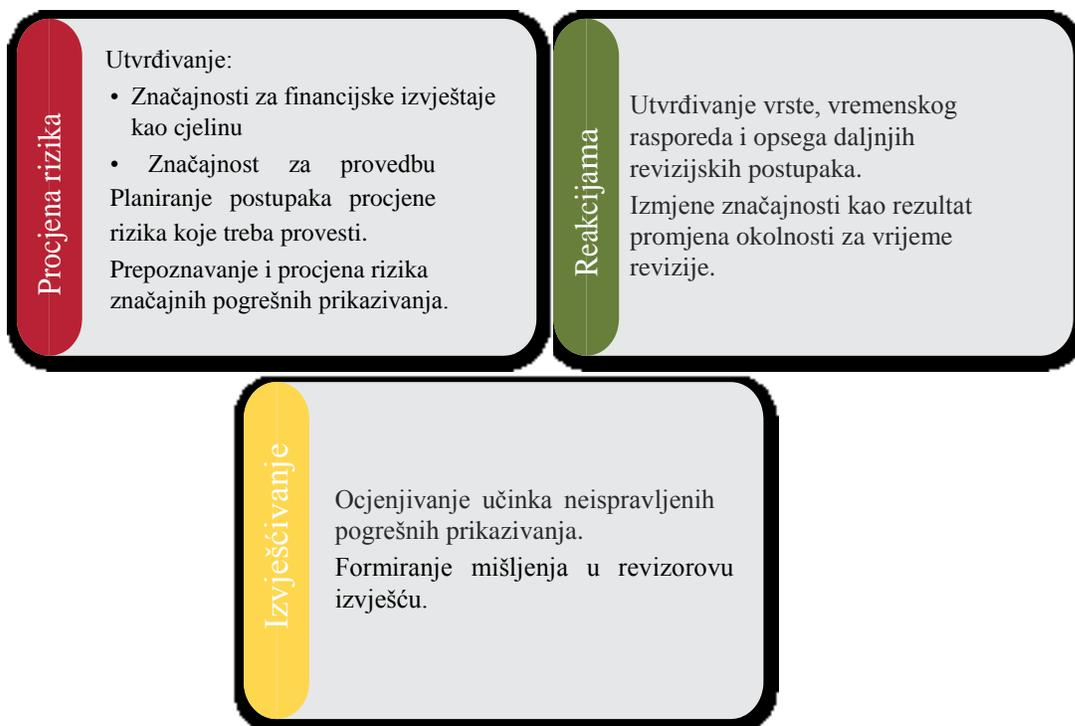 Procjena rizika
Utvrđivanje:
• Značajnosti za financijske izvještaje
kao cjelinu
• Značajnost za provedbu
Planiranje postupaka procjene
rizika koje treba provesti.
Prepoznavanje i procjena rizika
značajnih pogrešnih prikazivanja.
Reakcijama
Utvrđivanje vrste, vremenskog
rasporeda i opsega daljnjih
revizijskih postupaka.
Izmjene značajnosti kao rezultat
promjena okolnosti za vrijeme
revizije.
Izvješćivanje
Ocjenjivanje učinka neispravljenih
pogrešnih prikazivanja.
Formiranje mišljenja u revizorovu
izvješću.